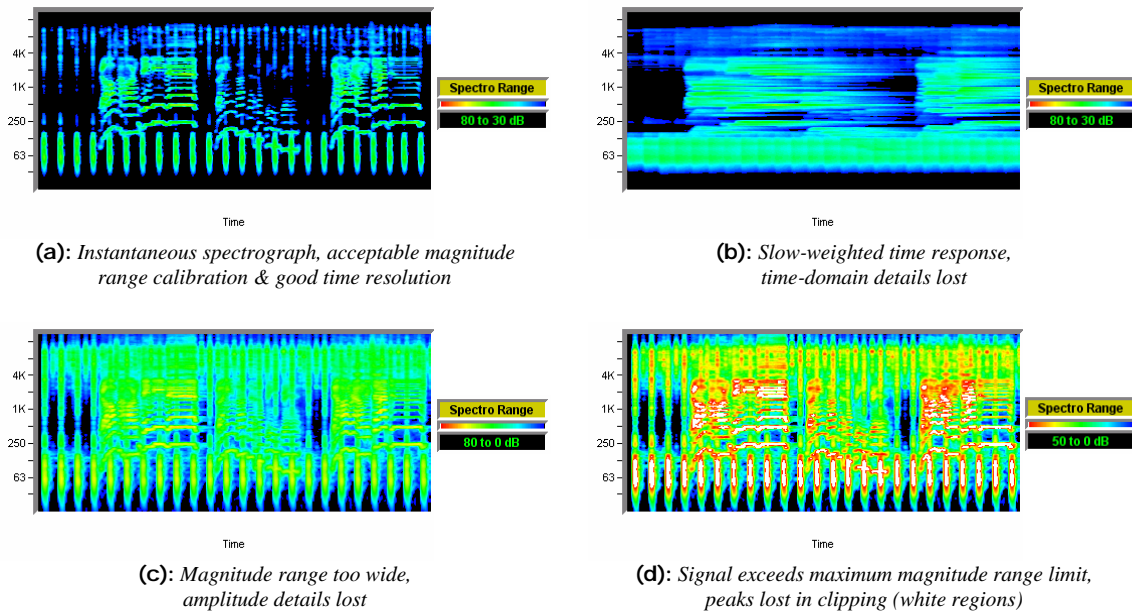 4K
1K
250
63
Spectro Range
80 to 30 dB
Time
(a): Instantaneous spectrograph, acceptable magnitude
range calibration & good time resolution
4K
1K
250
63
Spectro Range
80 to 30 dB
Time
(b): Slow-weighted time response,
time-domain details lost
4K
1K
250
63
Spectro Range
80 to 0 dB
Time
(c): Magnitude range too wide,
amplitude details lost
4K
1K
250
63
Spectro Range
50 to 0 dB
Time
(d): Signal exceeds maximum magnitude range limit,
peaks lost in clipping (white regions)